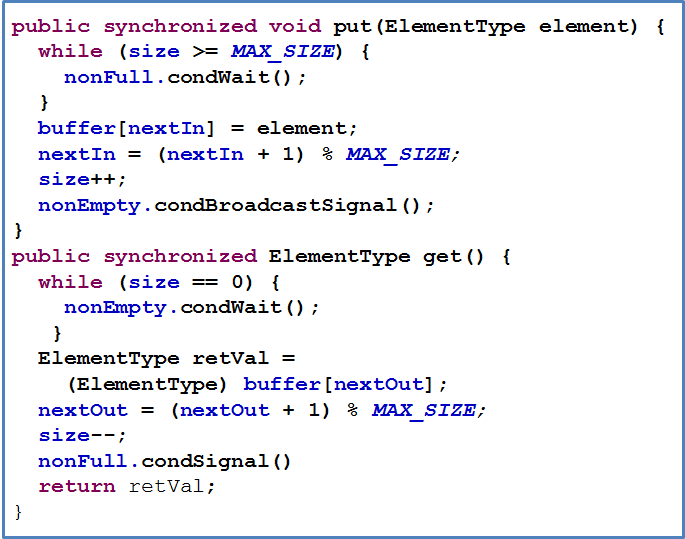 public synchronized void put(ElementType element) {
while (size >= MAX_SIZE) {
nonFull.condWait();
}
buffer[nextIn] = element;
nextIn = (nextIn + 1) % MAX_SIZE;
size++;
nonEmpty.condBroadcastSignal();
}
public synchronized ElementType get() {
while (size == 0) {
nonEmpty.condWait();
}
ElementType retVal =
(ElementType) buffer[nextOut];
nextOut = (nextOut + 1) % MAX_SIZE;
size--;
nonFull.condSignal()
return retVal;
}